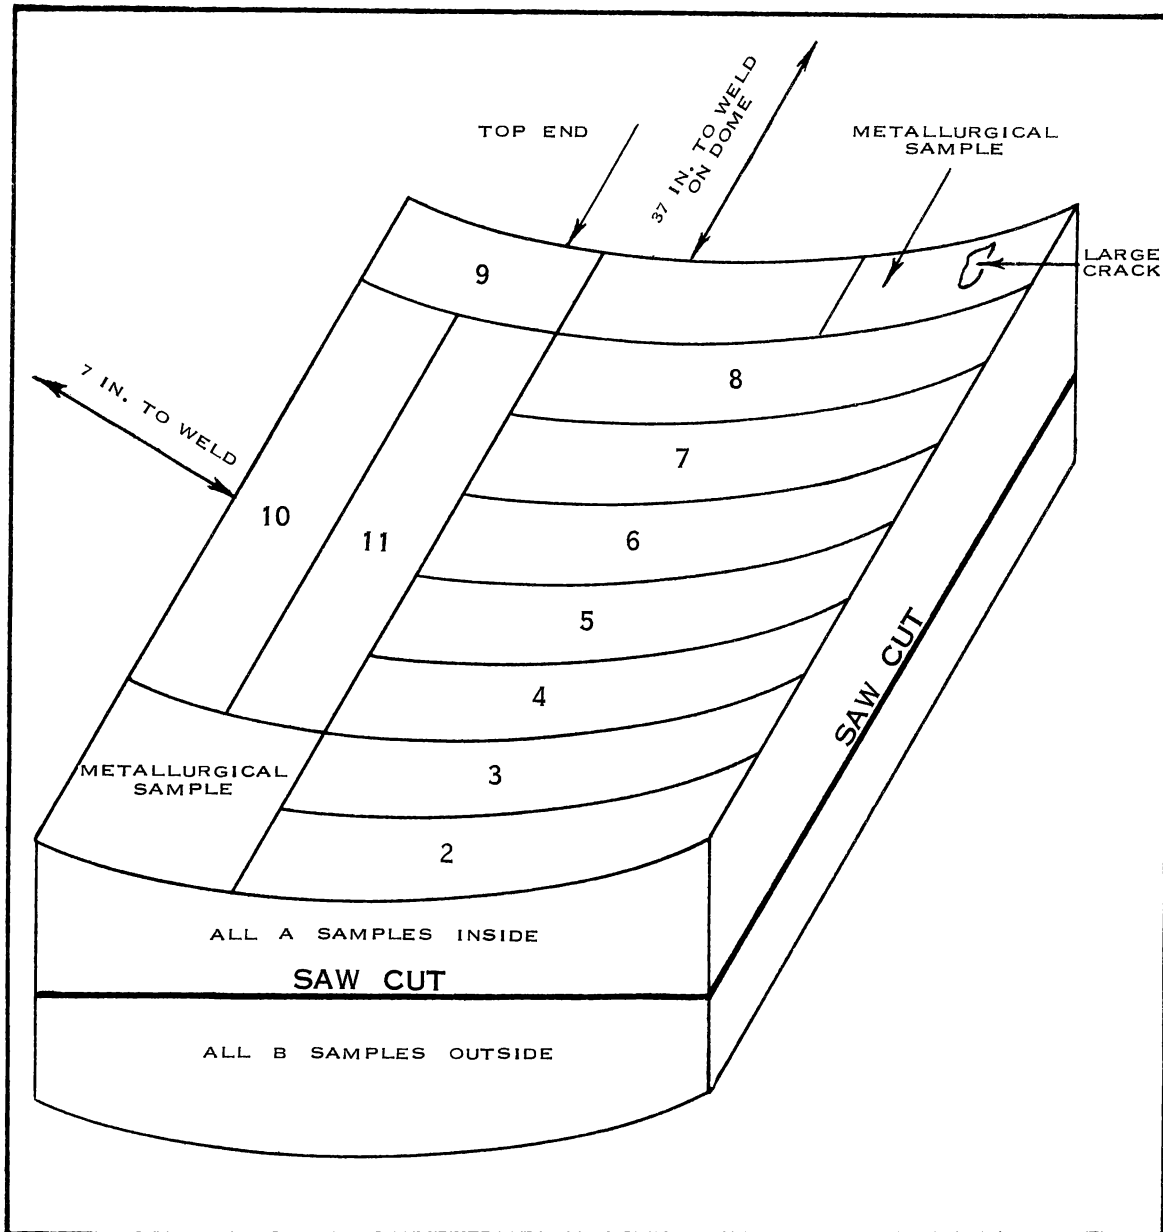 TOP END
37 IN. TO WELD
ON DOME
METALLURGICAL
SAMPLE
LARGE
CRACK
9
8
7 IN. TO WELD
7
10
11
6
5
4
SAW CUT
METALLURGICAL
SAMPLE
3
2
ALL A SAMPLES INSIDE
SAW CUT
ALL B SAMPLES OUTSIDE